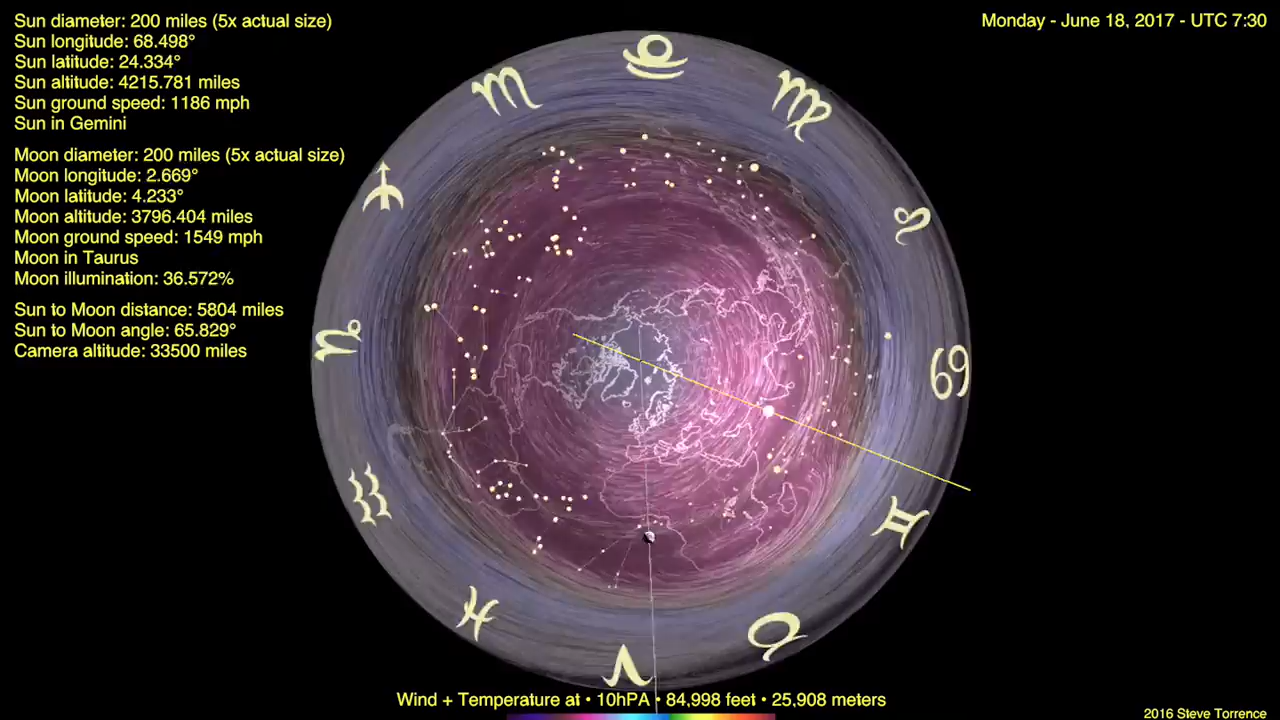 Sun diameter: 200 miles (5x actual size)
Sun longitude: 68.498°
Sun latitude: 24.334°
Sun altitude: 4215.781 miles
Sun ground speed: 1186 mph
Sun in Gemini
Moon diameter: 200 miles (5x actual size)
Moon longitude: 2.669°
Moon latitude: 4.233°
Moon altitude: 3796.404 miles
Moon ground speed: 1549 mph
Moon in Taurus
Moon illumination: 36.572%
Sun to Moon distance: 5804 miles
Sun to Moon angle: 65.829°
Camera altitude: 33500 miles
Monday - June 18, 2017 - UTC 7:30
Wind + Temperature at • 10hPA • 84,998 feet • 25,908 meters
2016 Steve Torrence